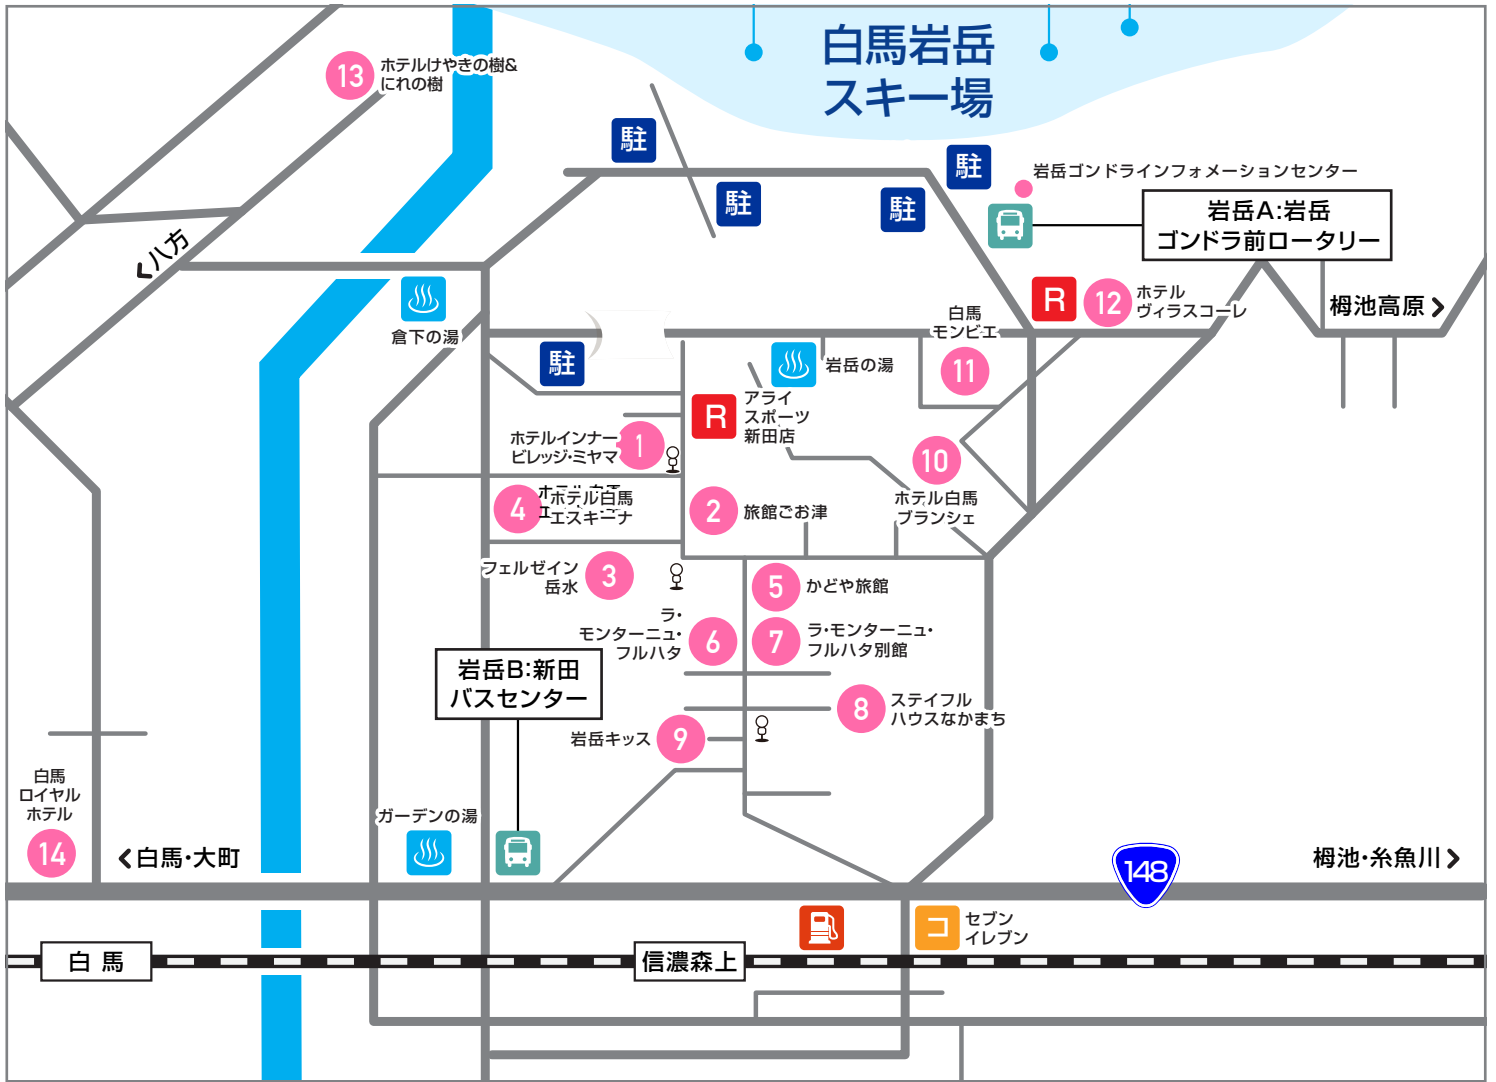 白馬岩岳
スキー場
13
ホテルけやきの樹&
にれの樹
駐
駐
駐
駐
岩岳ゴンドラインフォメーションセンター
岩岳A:岩岳
ゴンドラ前ロータリー
八方
倉下の湯
駐
R
12
ホテル
ヴィラスコーレ
栂池高原
白馬
モンビエ
11
岩岳の湯
R
アライ
スポーツ
新田店
ホテルインナー
ビレッジ・ミヤマ
1
10
ホテル白馬
ブランシェ
4
ホテル白馬
エスキーナ
2
旅館ごお津
フェルゼイン
岳水
3
5
かどや旅館
ラ・
モンターニュ・
フルハタ
6
7
ラ・モンターニュ・
フルハタ別館
岩岳B:新田
バスセンター
8
ステイフル
ハウスなかまち
岩岳キッス
9
白馬
ロイヤル
ホテル
14
白馬・大町
ガーデンの湯
148
栂池・糸魚川
コ
セブン
イレブン
白 馬
信濃森上